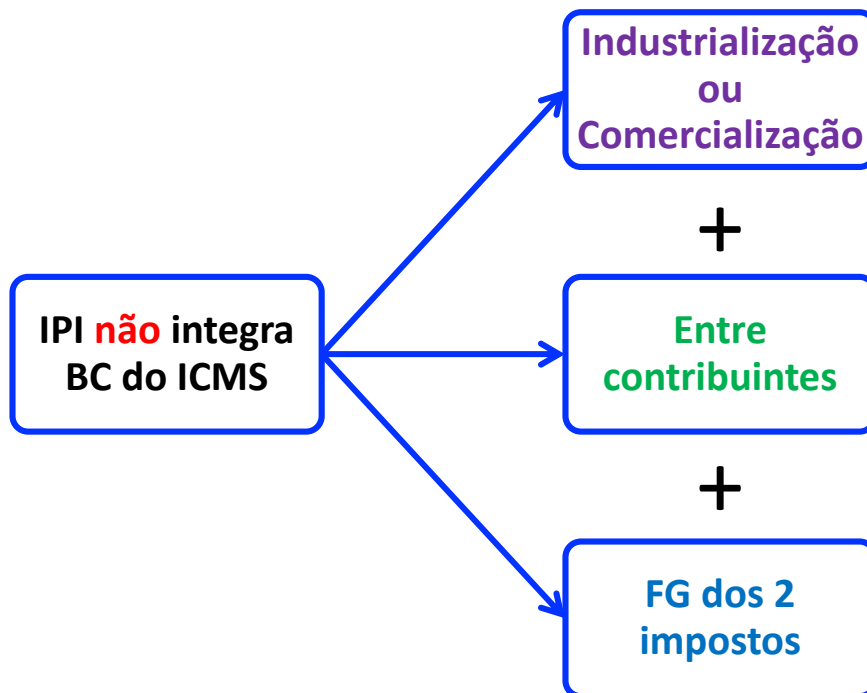 Industrialização
ou
Comercialização
+
IPI não integra
BC do ICMS
Entre
contribuintes
+
FG dos 2
impostos